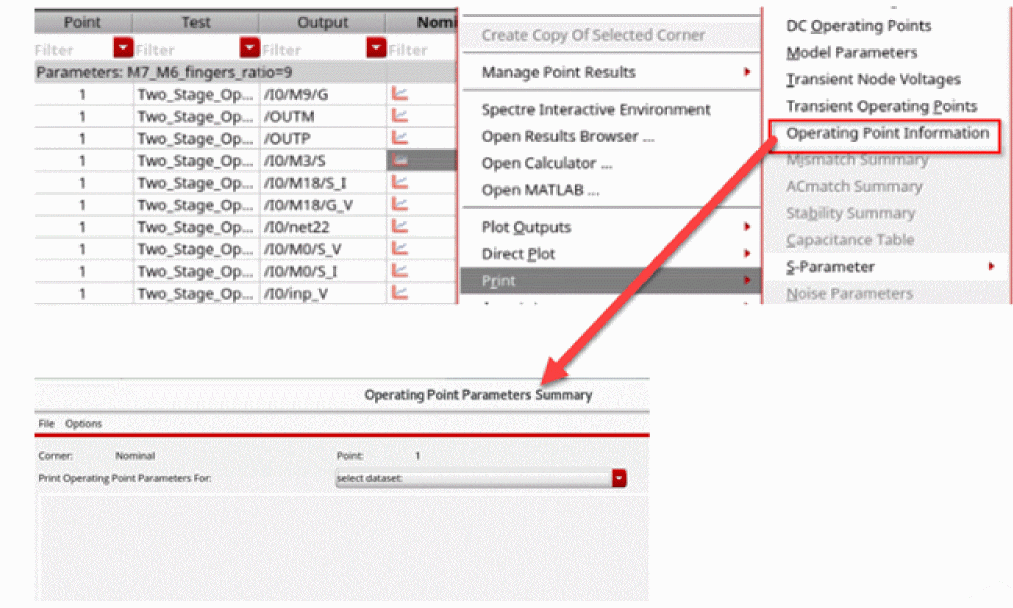 Point Test Output Nomi
Filter Filter Filter Filter
Parameters: M7_M6_fingers_ratio=9
1 Two_Stage_Op... /I0/M9/G
1 Two_Stage_Op... /OUTM
1 Two_Stage_Op... /OUTP
1 Two_Stage_Op... /I0/M3/S
1 Two_Stage_Op... /I0/M18/S_I
1 Two_Stage_Op... /I0/M18/G_V
1 Two_Stage_Op... /I0/net22
1 Two_Stage_Op... /I0/M0/S_V
1 Two_Stage_Op... /I0/M0/S_I
1 Two_Stage_Op... /I0/inp_V
Create Copy Of Selected Corner
Manage Point Results
Spectre Interactive Environment
Open Results Browser ...
Open Calculator ...
Open MATLAB ...
Plot Outputs
Direct Plot
Print
DC Operating Points
Model Parameters
Transient Node Voltages
Transient Operating Points
Operating Point Information
Mismatch Summary
ACmatch Summary
Stability Summary
Capacitance Table
S-Parameter
Noise Parameters
Operating Point Parameters Summary
File Options
Corner: Nominal Point: 1
Print Operating Point Parameters For: select dataset: